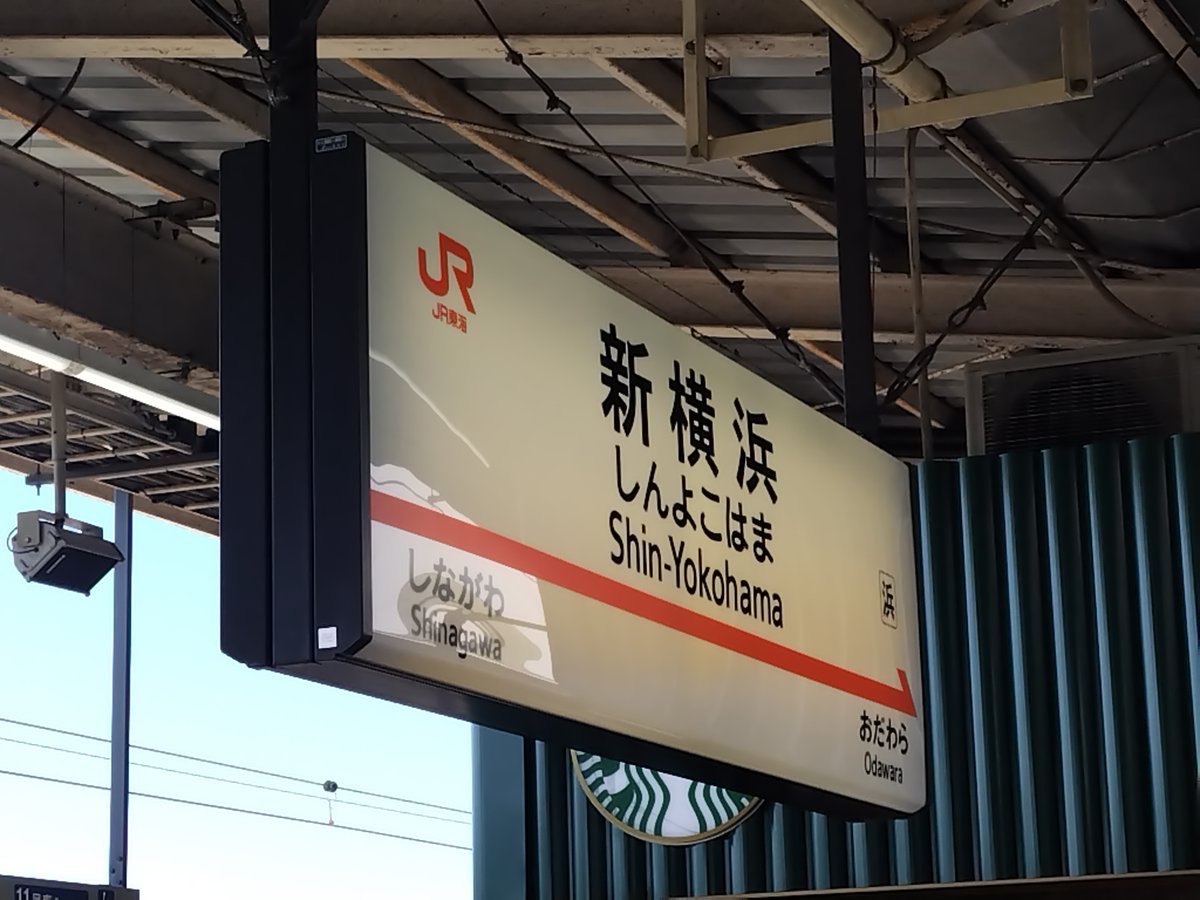 JR
JR東海
新横浜
しんよこはま
Shin-Yokohama
浜
しながわ
Shinagawa
おだわら
Odawara
11